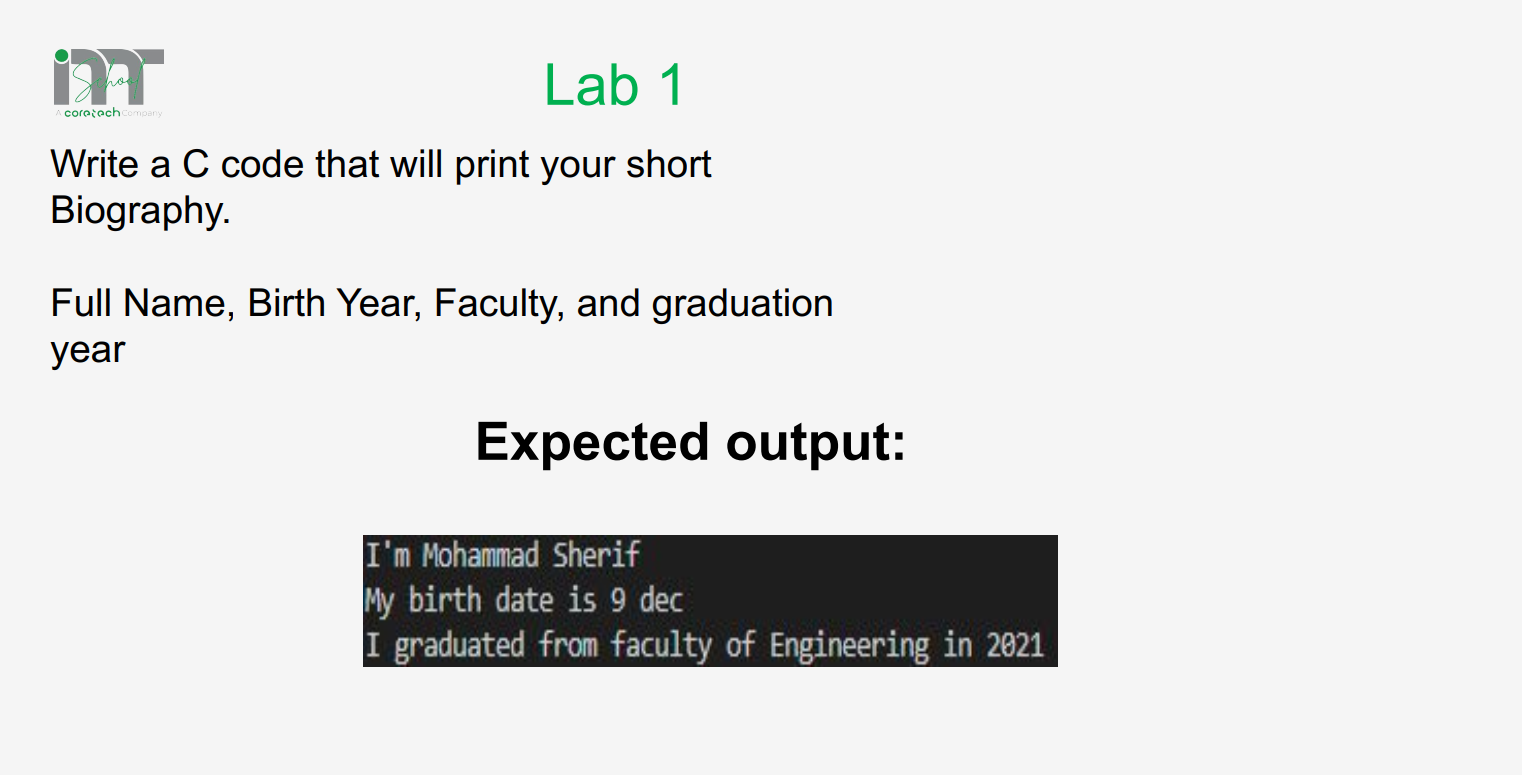 imt
School
A coretech Company
Lab 1
Write a C code that will print your short
Biography.
Full Name, Birth Year, Faculty, and graduation
year
Expected output:
I'm Mohammad Sherif
My birth date is 9 dec
I graduated from faculty of Engineering in 2021